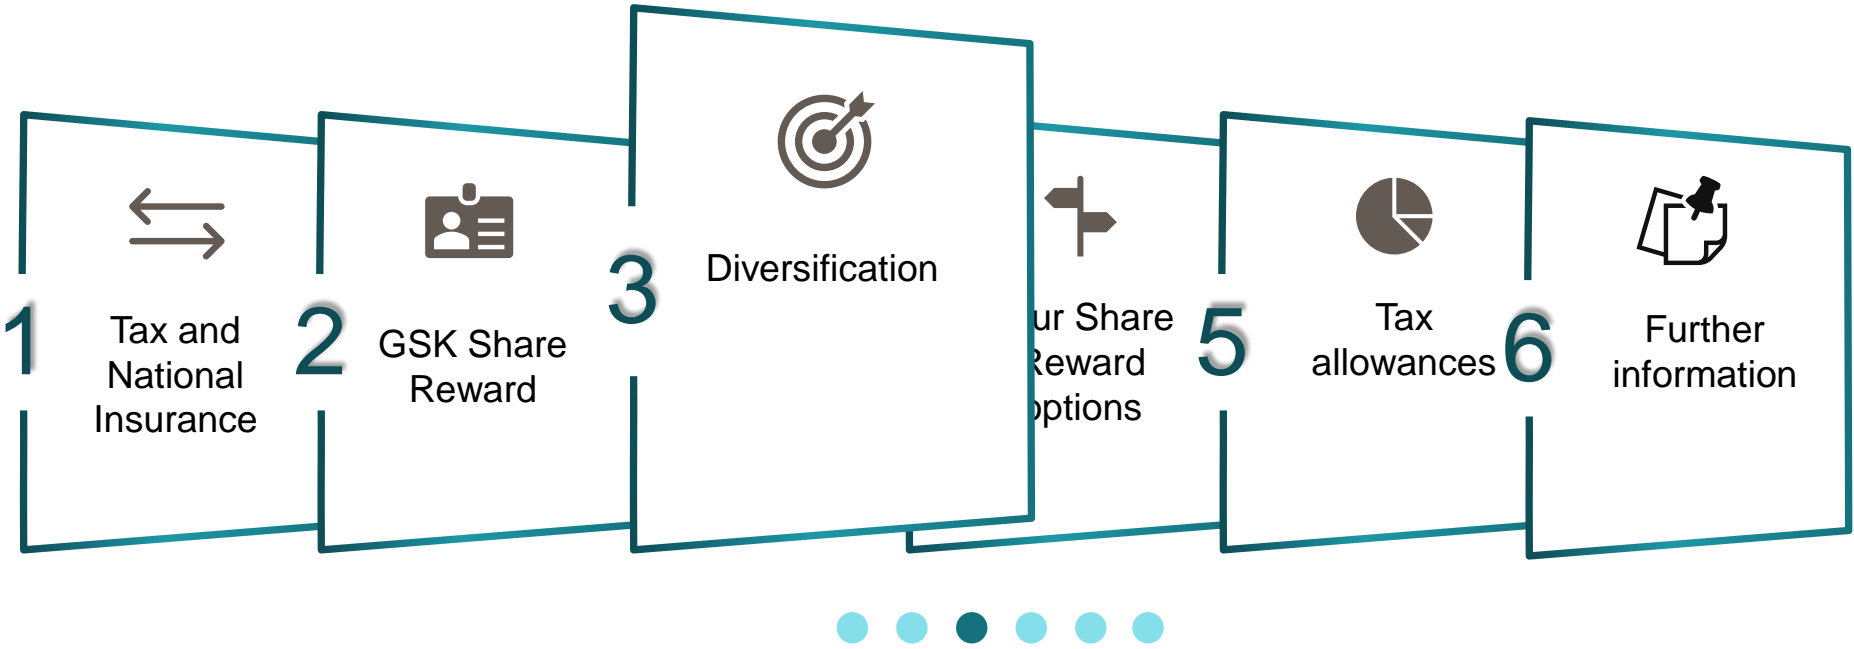 1
Tax and
National
Insurance
2
GSK Share
Reward
3
Diversification
ur Share
Reward
options
5
Tax
allowances
6
Further
information